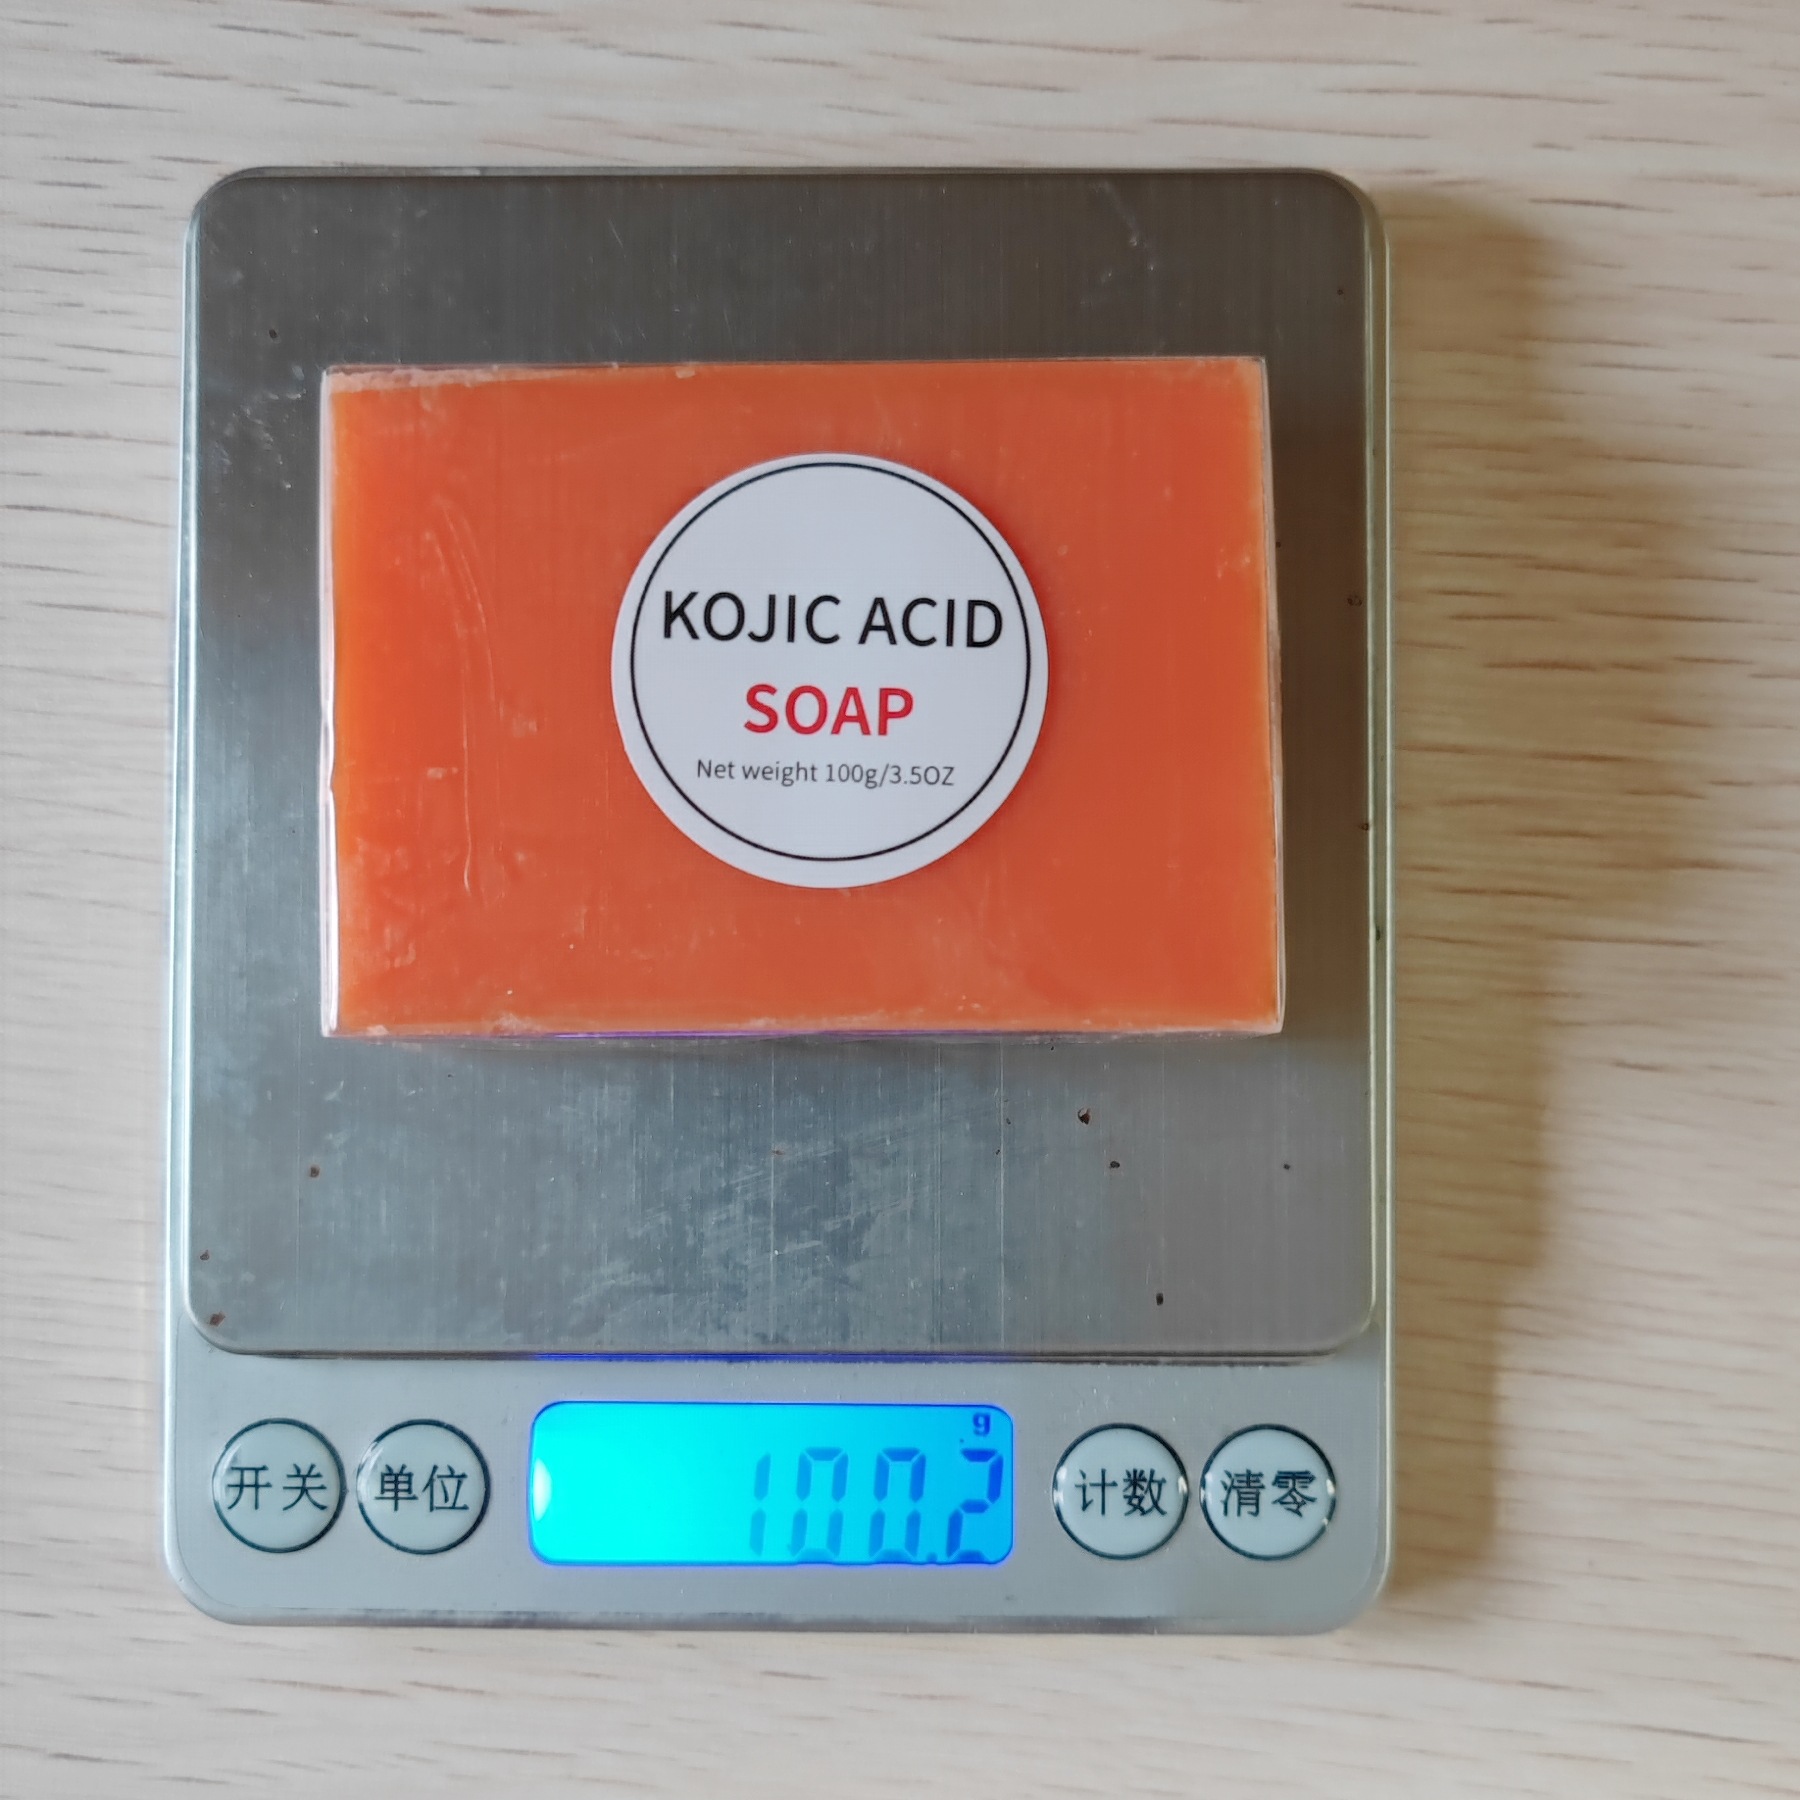 KOJIC ACID
SOAP
Net weight 100g/3.5OZ
g
100.2
开关
单位
计数
清零